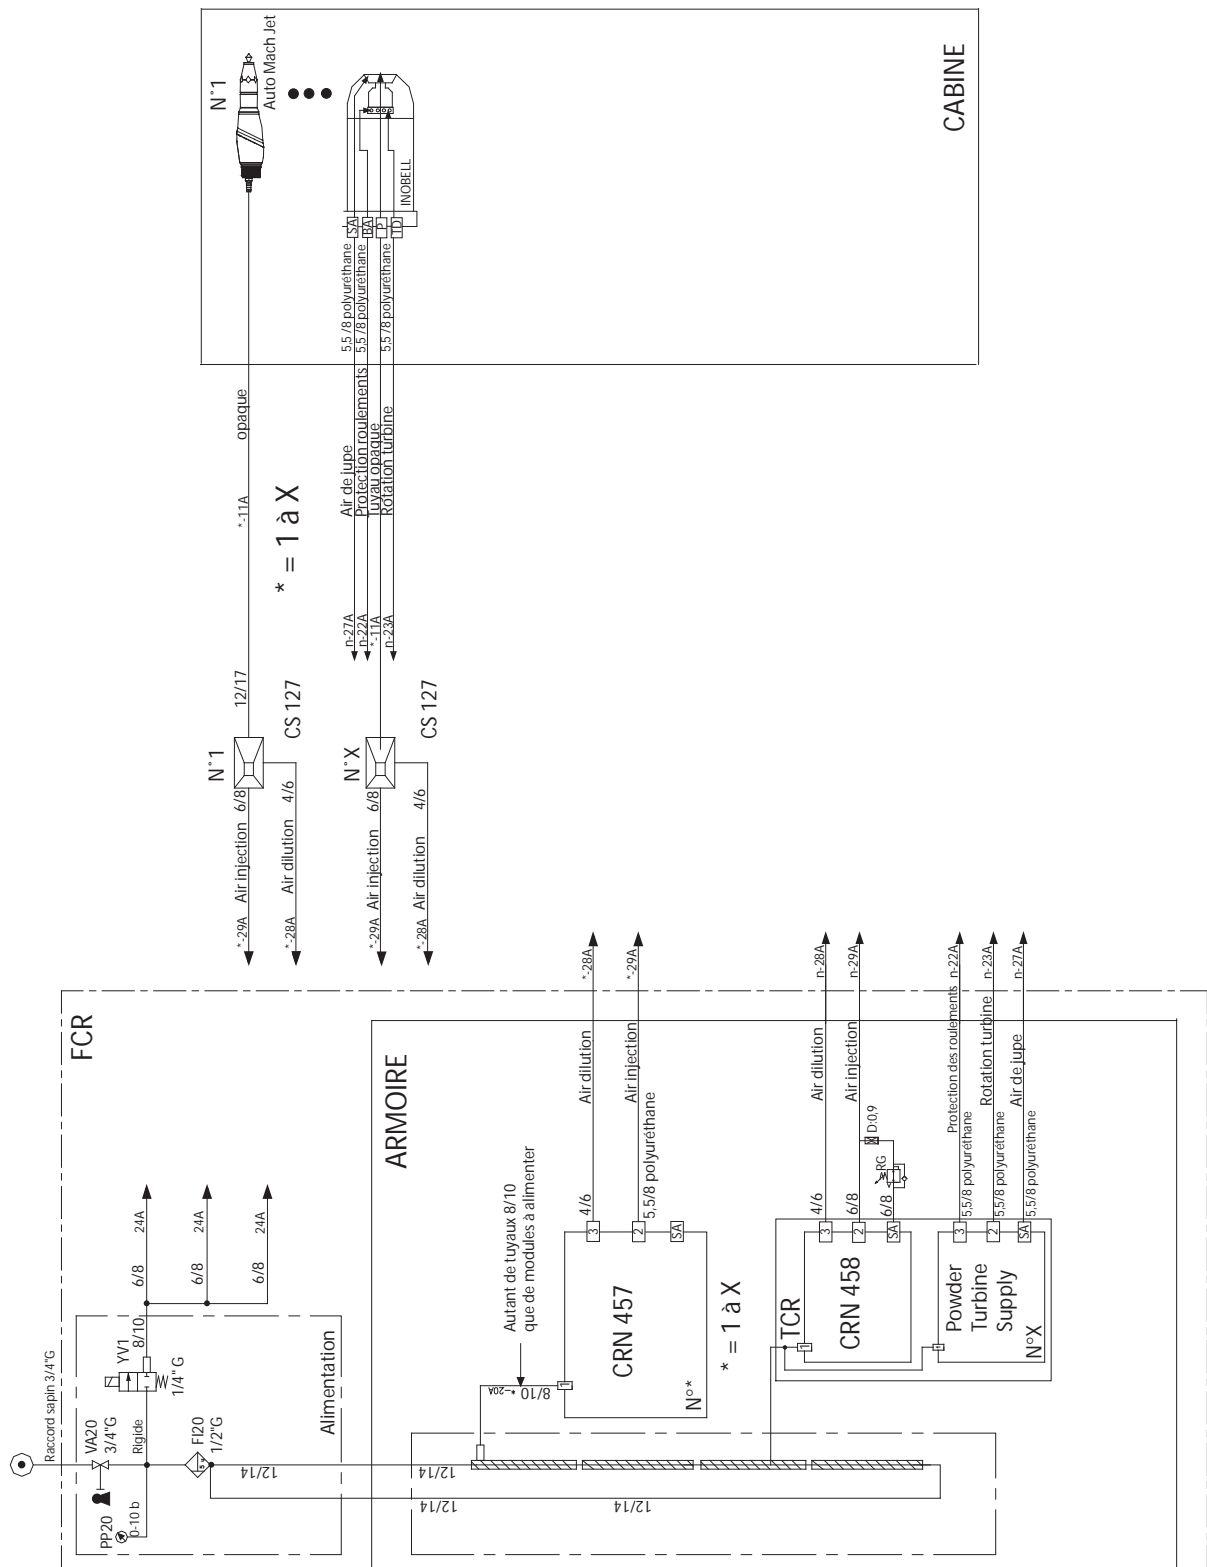 N°1
Auto Mach Jet
CABINE
INOBELL
SA
BA
P
TD
5,5 /8 polyuréthane
5,5 /8 polyuréthane
5,5 /8 polyuréthane
opaque
*-11A
12/17
Air de jupe
Protection roulements
Tuyau opaque
Rotation turbine
* = 1 à X
n-27A
n-22A
*-11A
n-23A
N°1
CS 127
6/8
Air injection
*-29A
4/6
Air dilution
*-28A
N°X
CS 127
6/8
Air injection
*-29A
4/6
Air dilution
*-28A
FCR
ARMOIRE
Raccord sapin 3/4"G
VA20
3/4"G
PP20
0-10 b
Rigide
YV1
8/10
1/4" G
FI20
1/2"G
Alimentation
6/8
24A
6/8
24A
6/8
24A
12/14
12/14
12/14
12/14
Autant de tuyaux 8/10
que de modules à alimenter
8/10
*-20A
1
CRN 457
N°*
3
2
SA
4/6
Air dilution
*-28A
5,5/8 polyuréthane
Air injection
*-29A
* = 1 à X
TCR
1
CRN 458
3
2
SA
4/6
Air dilution
n-28A
6/8
Air injection
n-29A
6/8
RG
D:0,9
1
Powder
Turbine
Supply
N°X
3
2
SA
5,5/8 polyuréthane
Protection des roulements
n-22A
5,5/8 polyuréthane
Rotation turbine
n-23A
5,5/8 polyuréthane
Air de jupe
n-27A